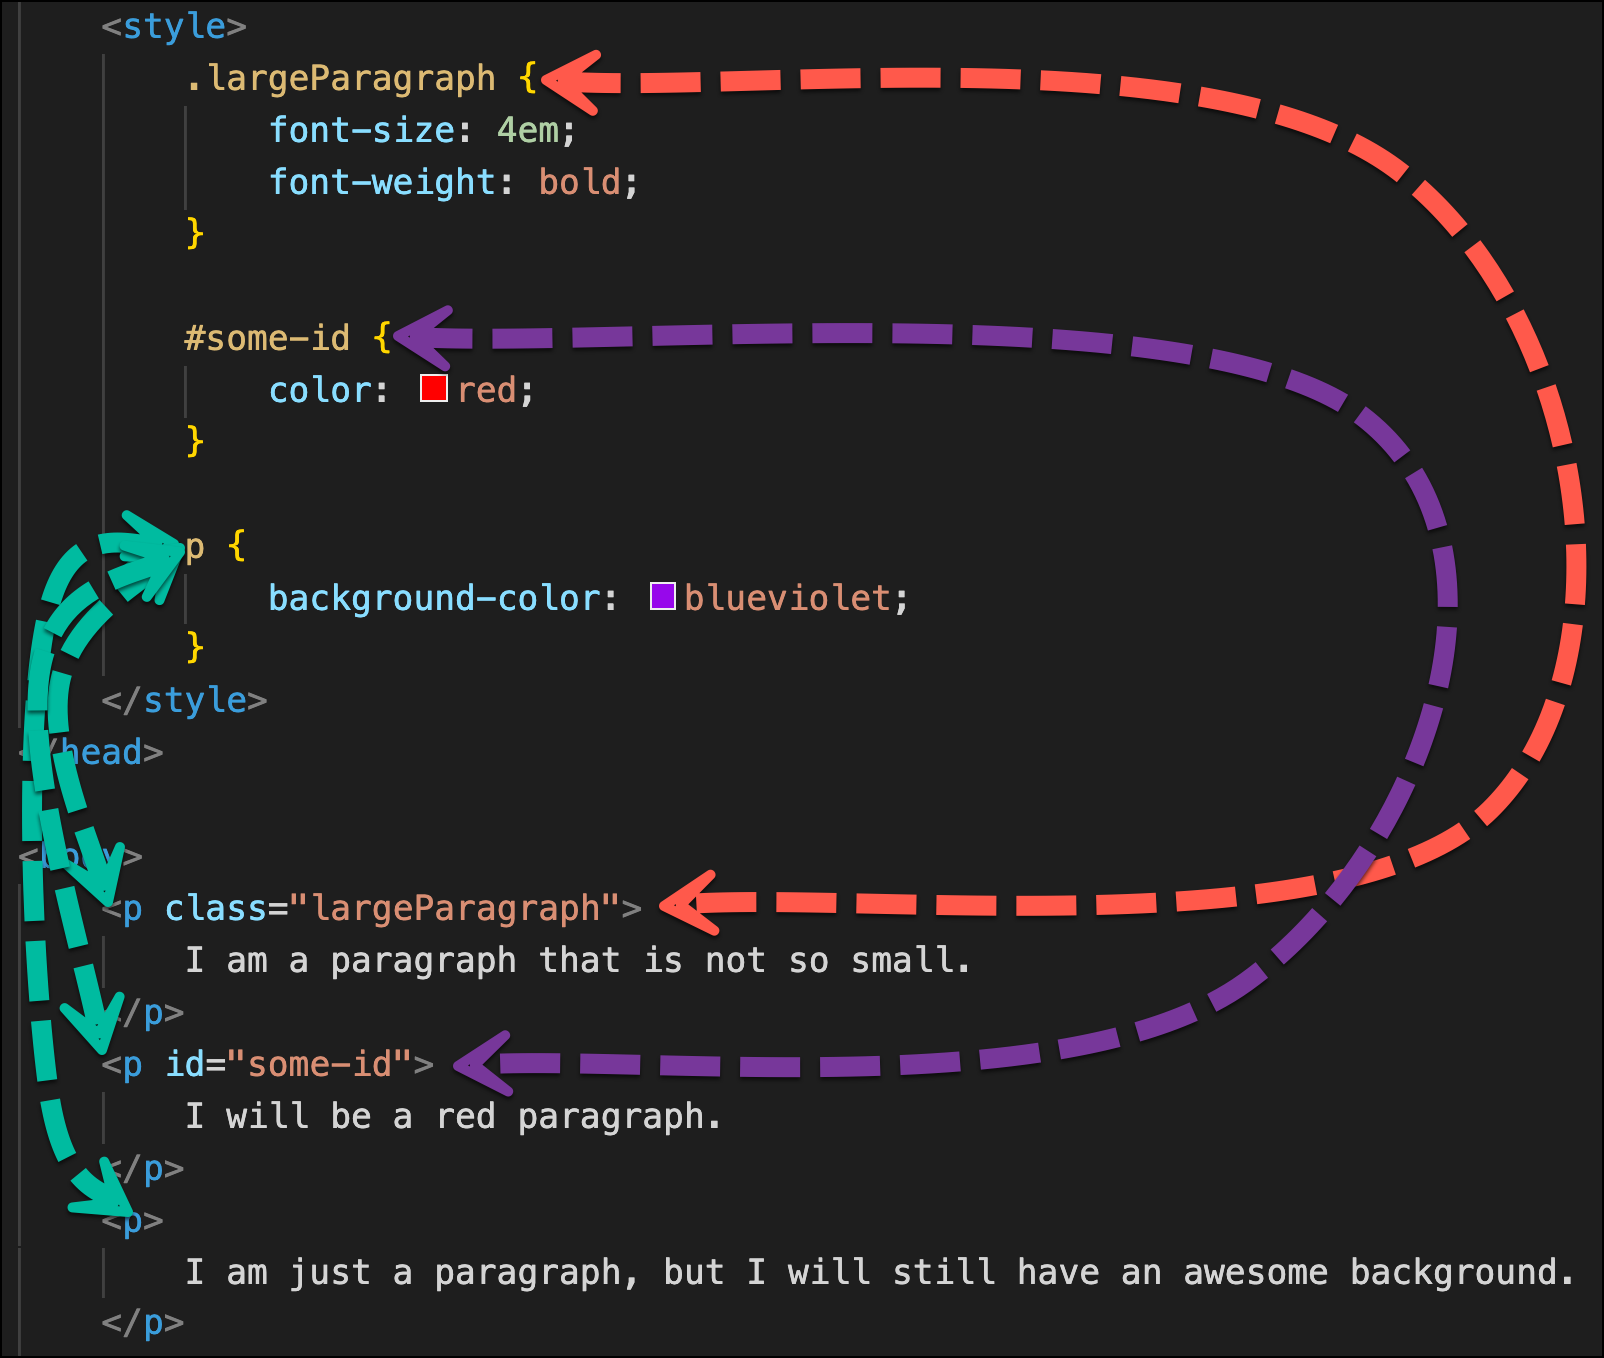 <style>
.largeParagraph {
font-size: 4em;
font-weight: bold;
}
#some-id {
color: red;
}
p {
background-color: blueviolet;
}
</style>
</head>
<body>
<p class="largeParagraph">
I am a paragraph that is not so small.
</p>
<p id="some-id">
I will be a red paragraph.
</p>
<p>
I am just a paragraph, but I will still have an awesome background.
</p>